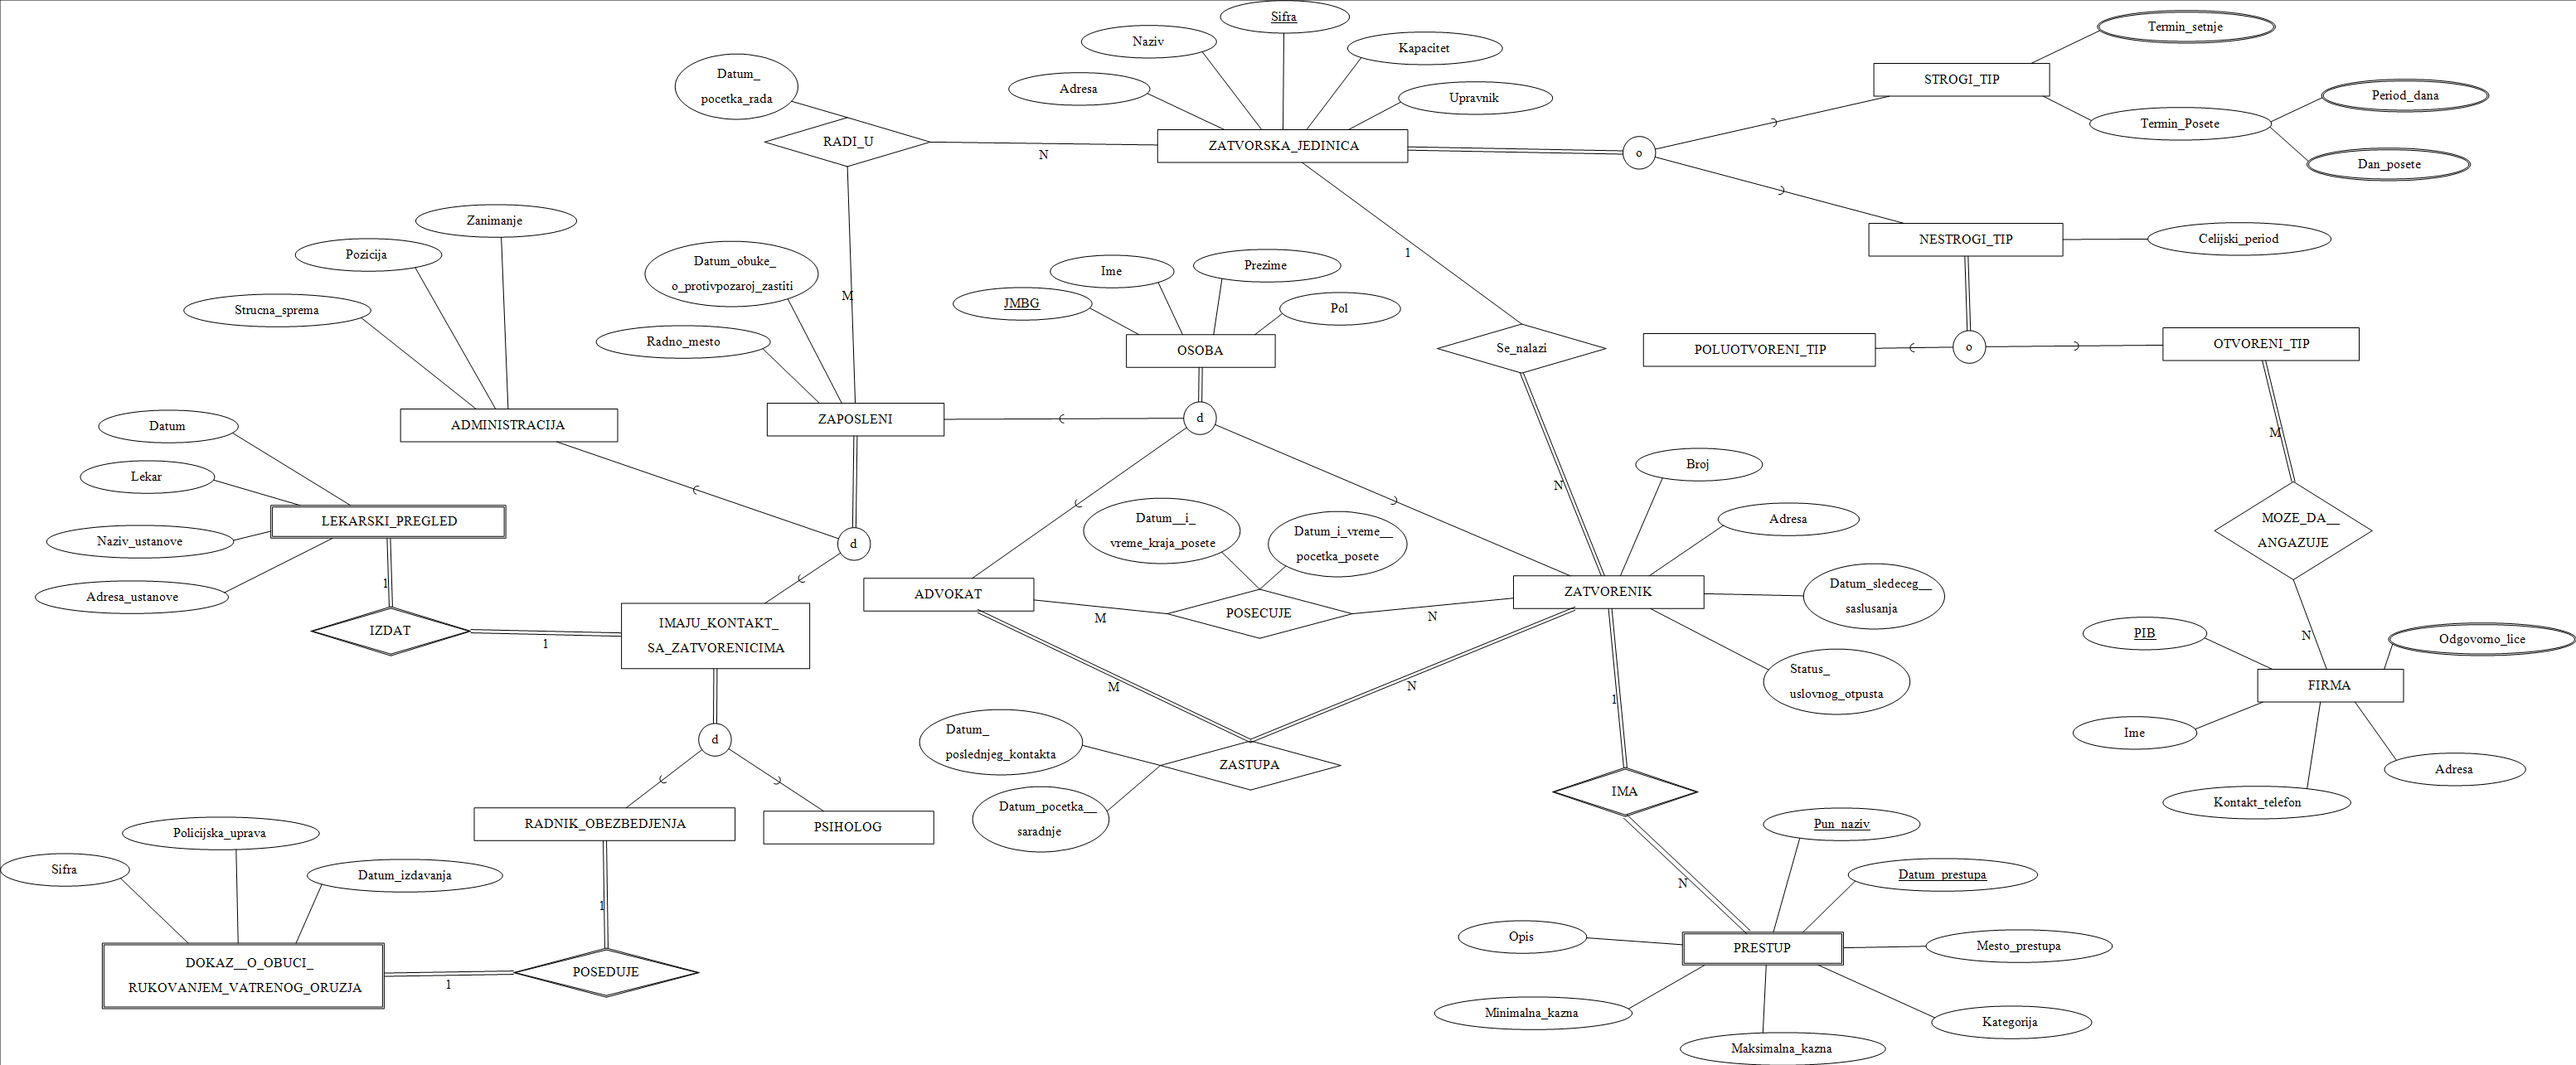 Sifra
Termin_setnje
Naziv
Kapacitet
Datum_
pocetka_rada
STROGI_TIP
Adresa
Upravnik
Period_dana
Termin_Posete
RADI_U
N
ZATVORSKA_JEDINICA
o
Dan_posete
Zanimanje
Pozicija
1
NESTROGI_TIP
Celijski_period
Datum_obuke_
o_protivpozaroj_zastiti
Ime
Prezime
M
Strucna_sprema
JMBG
Pol
Radno_mesto
OSOBA
Se_nalazi
POLUOTVORENI_TIP
o
OTVORENI_TIP
Datum
ADMINISTRACIJA
ZAPOSLENI
d
M
Lekar
Broj
N
LEKARSKI_PREGLED
Datum__i_
vreme_kraja_posete
Datum_i_vreme__
pocetka_posete
Adresa
MOZE_DA__
ANGAZUJE
Naziv_ustanove
d
1
Adresa_ustanove
ADVOKAT
POSECUJE
ZATVORENIK
Datum_sledeceg__
saslusanja
IZDAT
1
IMAJU_KONTAKT_
SA_ZATVORENICIMA
M
N
PIB
N
Odgovorno_lice
M
N
1
Status_
uslovnog_otpusta
FIRMA
Datum_
poslednjeg_kontakta
d
ZASTUPA
Ime
Adresa
Datum_pocetka__
saradnje
IMA
Kontakt_telefon
RADNIK_OBEZBEDJENJA
PSIHOLOG
Pun_naziv
Policijska_uprava
Sifra
Datum_izdavanja
N
Datum_prestupa
1
Opis
PRESTUP
Mesto_prestupa
DOKAZ__O_OBUCI_
RUKOVANJEM_VATRENOG_ORUZJA
1
POSEDUJE
Minimalna_kazna
Kategorija
Maksimalna_kazna